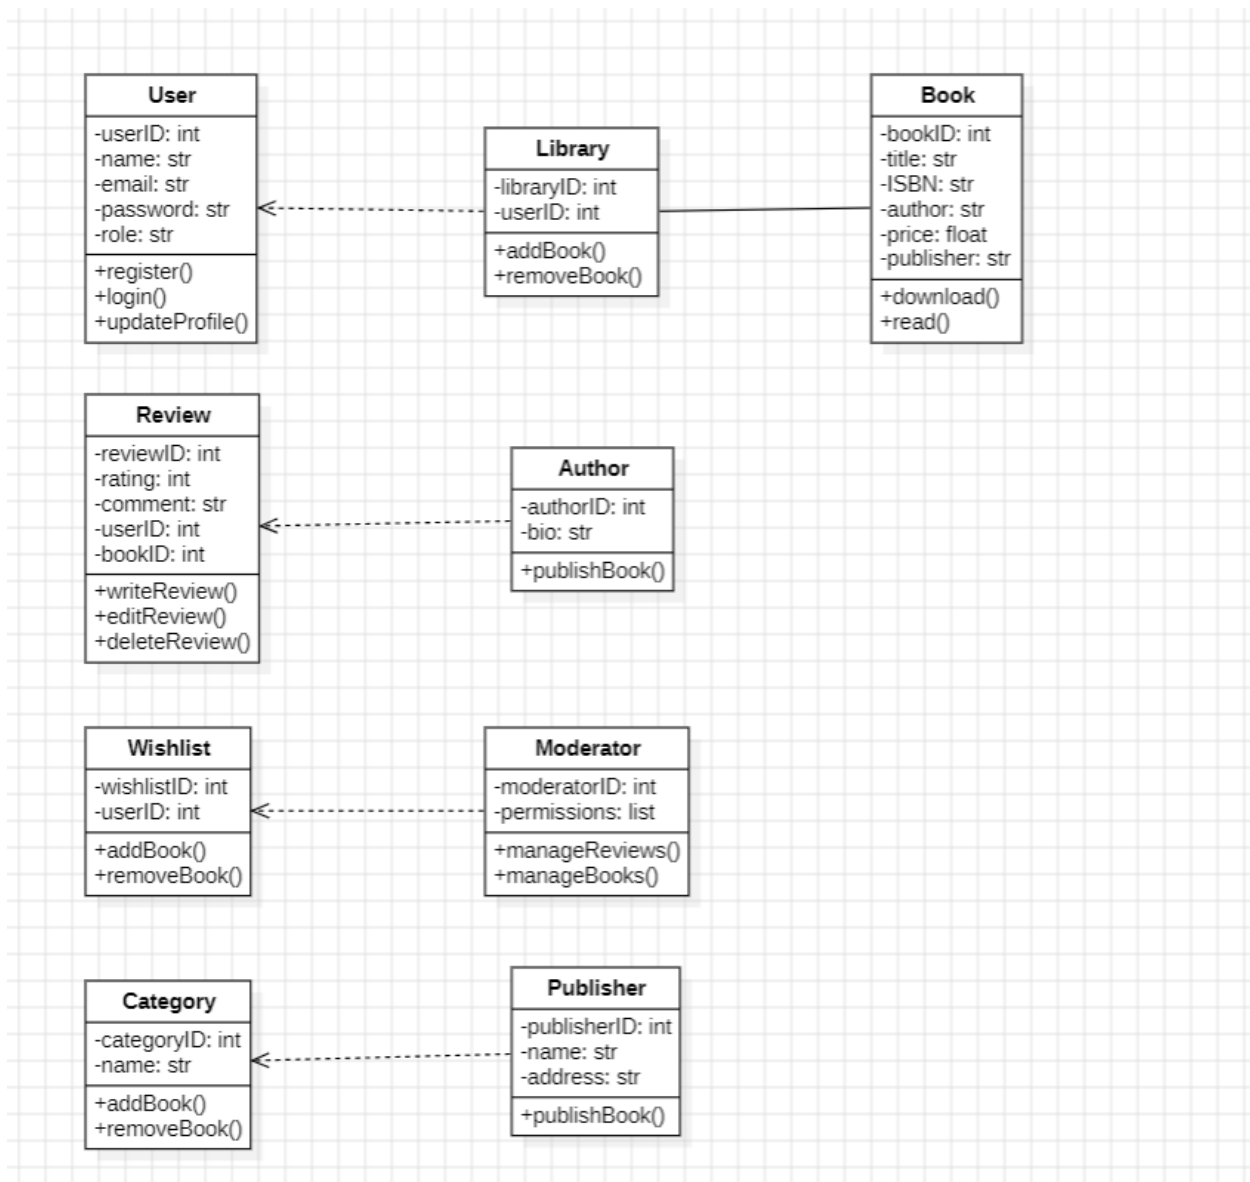 User
-userID: int
-name: str
-email: str
-password: str
-role: str
+register()
+login()
+updateProfile()
Library
-libraryID: int
-userID: int
+addBook()
+removeBook()
Book
-bookID: int
-title: str
-ISBN: str
-author: str
-price: float
-publisher: str
+download()
+read()
Review
-reviewID: int
-rating: int
-comment: str
-userID: int
-bookID: int
+writeReview()
+editReview()
+deleteReview()
Author
-authorID: int
-bio: str
+publishBook()
Wishlist
-wishlistID: int
-userID: int
+addBook()
+removeBook()
Moderator
-moderatorID: int
-permissions: list
+manageReviews()
+manageBooks()
Category
-categoryID: int
-name: str
+addBook()
+removeBook()
Publisher
-publisherID: int
-name: str
-address: str
+publishBook()